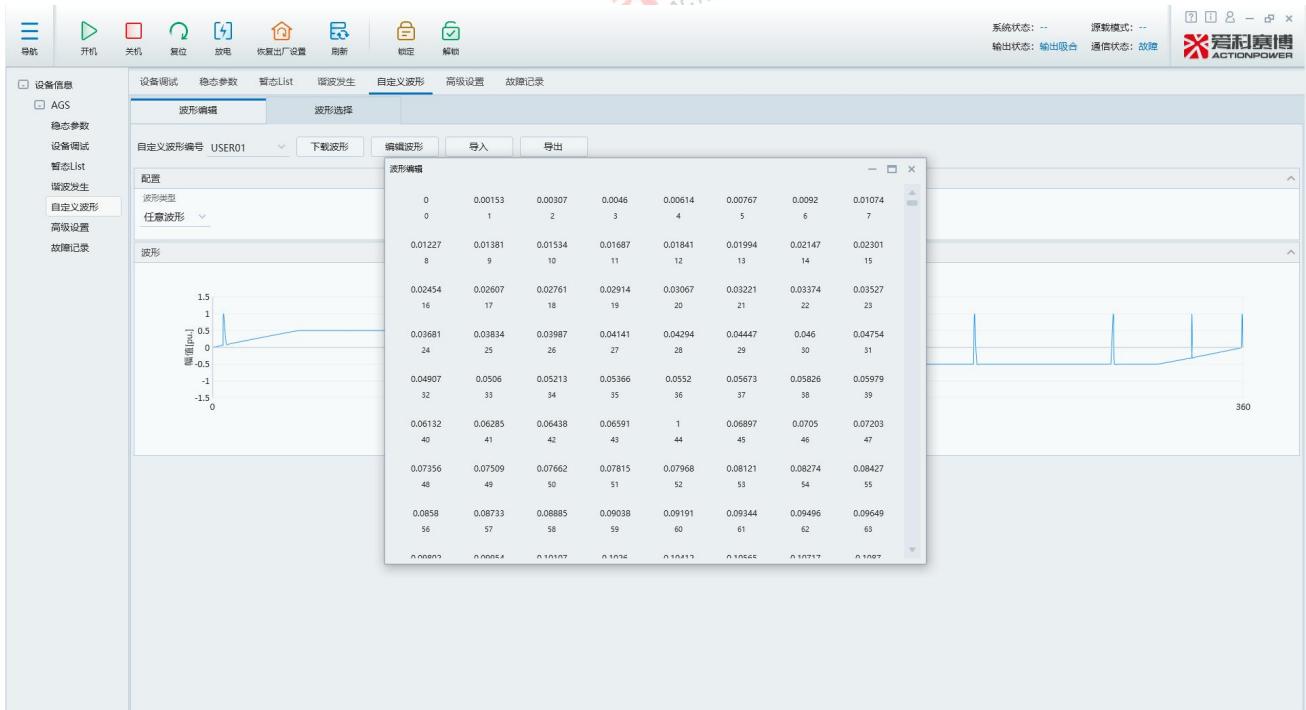 导航 开机 关机 复位 放电 恢复出厂设置 刷新 锁定 解锁
系统状态： -- 源载模式： --
输出状态： 输出吸合 通信状态： 故障
爱科赛博
ACTIONPOWER
设备信息
AGS
稳态参数
设备调试
暂态List
谐波发生
自定义波形
高级设置
故障记录
设备调试 稳态参数 暂态List 谐波发生 自定义波形 高级设置 故障记录
波形编辑 波形选择
自定义波形编号 USER01 下载波形 编辑波形 导入 导出
配置
波形类型
任意波形
波形
幅值[pu.]
1.5
1
0.5
0
-0.5
-1
-1.5
0 360
波形编辑
0 0.00153 0.00307 0.0046 0.00614 0.00767 0.0092 0.01074
0 1 2 3 4 5 6 7
0.01227 0.01381 0.01534 0.01687 0.01841 0.01994 0.02147 0.02301
8 9 10 11 12 13 14 15
0.02454 0.02607 0.02761 0.02914 0.03067 0.03221 0.03374 0.03527
16 17 18 19 20 21 22 23
0.03681 0.03834 0.03987 0.04141 0.04294 0.04447 0.046 0.04754
24 25 26 27 28 29 30 31
0.04907 0.0506 0.05213 0.05366 0.0552 0.05673 0.05826 0.05979
32 33 34 35 36 37 38 39
0.06132 0.06285 0.06438 0.06591 1 0.06897 0.0705 0.07203
40 41 42 43 44 45 46 47
0.07356 0.07509 0.07662 0.07815 0.07968 0.08121 0.08274 0.08427
48 49 50 51 52 53 54 55
0.0858 0.08733 0.08885 0.09038 0.09191 0.09344 0.09496 0.09649
56 57 58 59 60 61 62 63
0.09802 0.09954 0.10107 0.1026 0.10412 0.10565 0.10717 0.1087